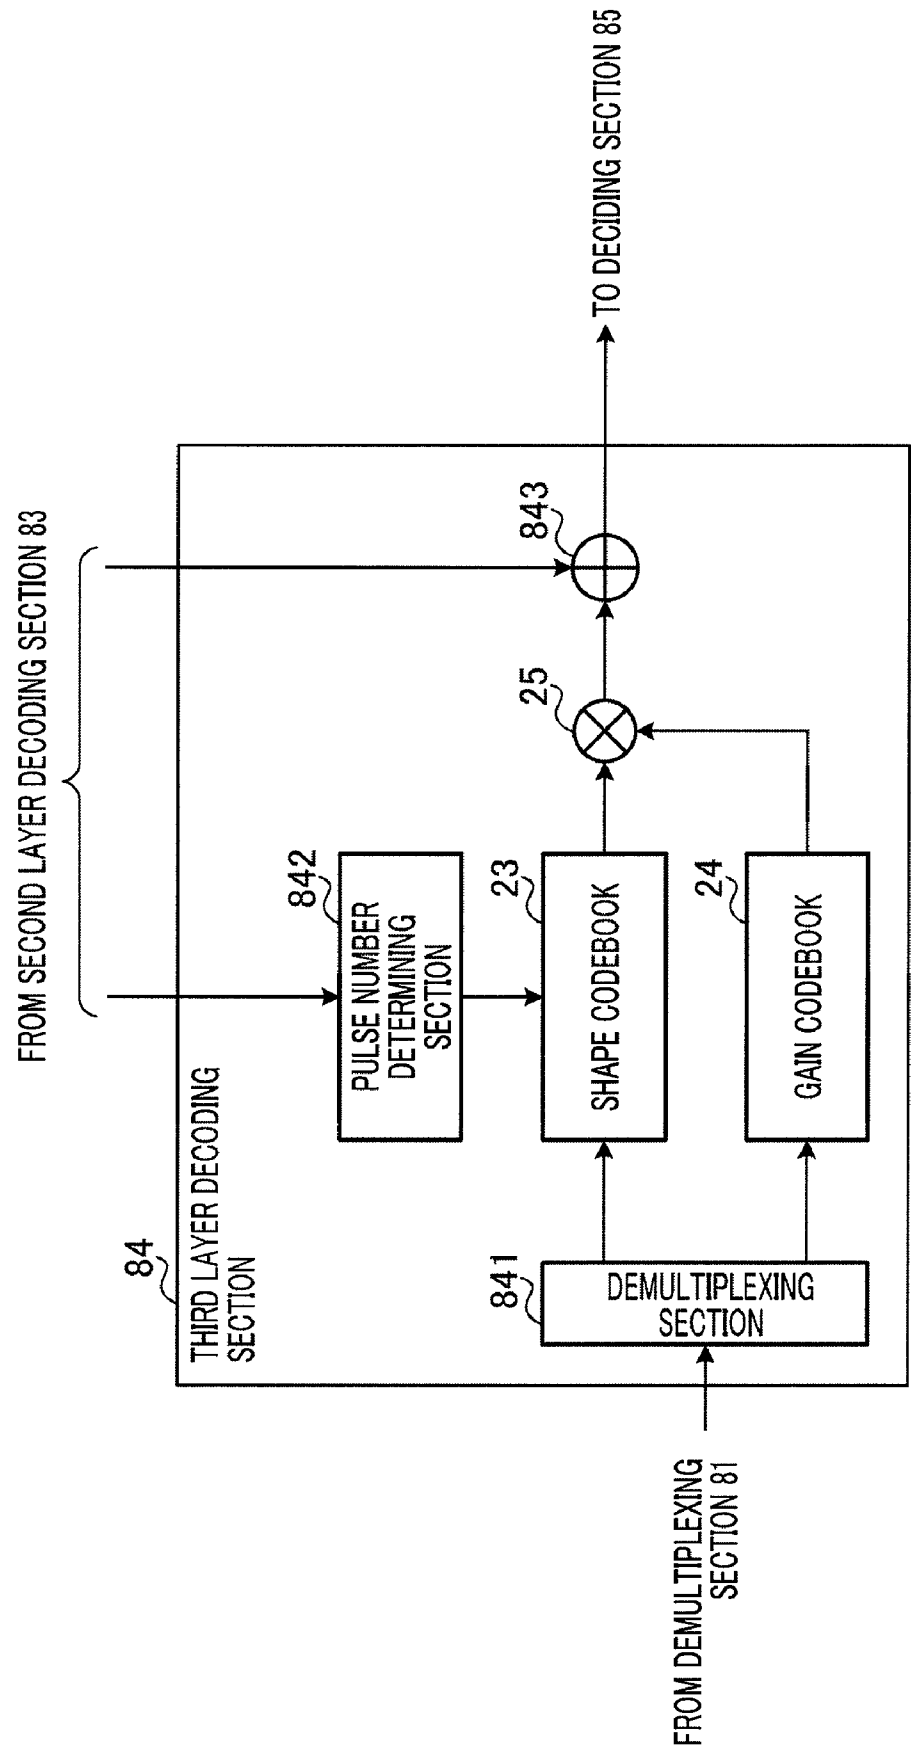 FROM SECOND LAYER DECODING SECTION 83
84
THIRD LAYER DECODING
SECTION
842
PULSE NUMBER
DETERMINING
SECTION
841
DEMULTIPLEXING
SECTION
23
SHAPE CODEBOOK
25
843
TO DECIDING SECTION 85
FROM DEMULTIPLEXING
SECTION 81
24
GAIN CODEBOOK